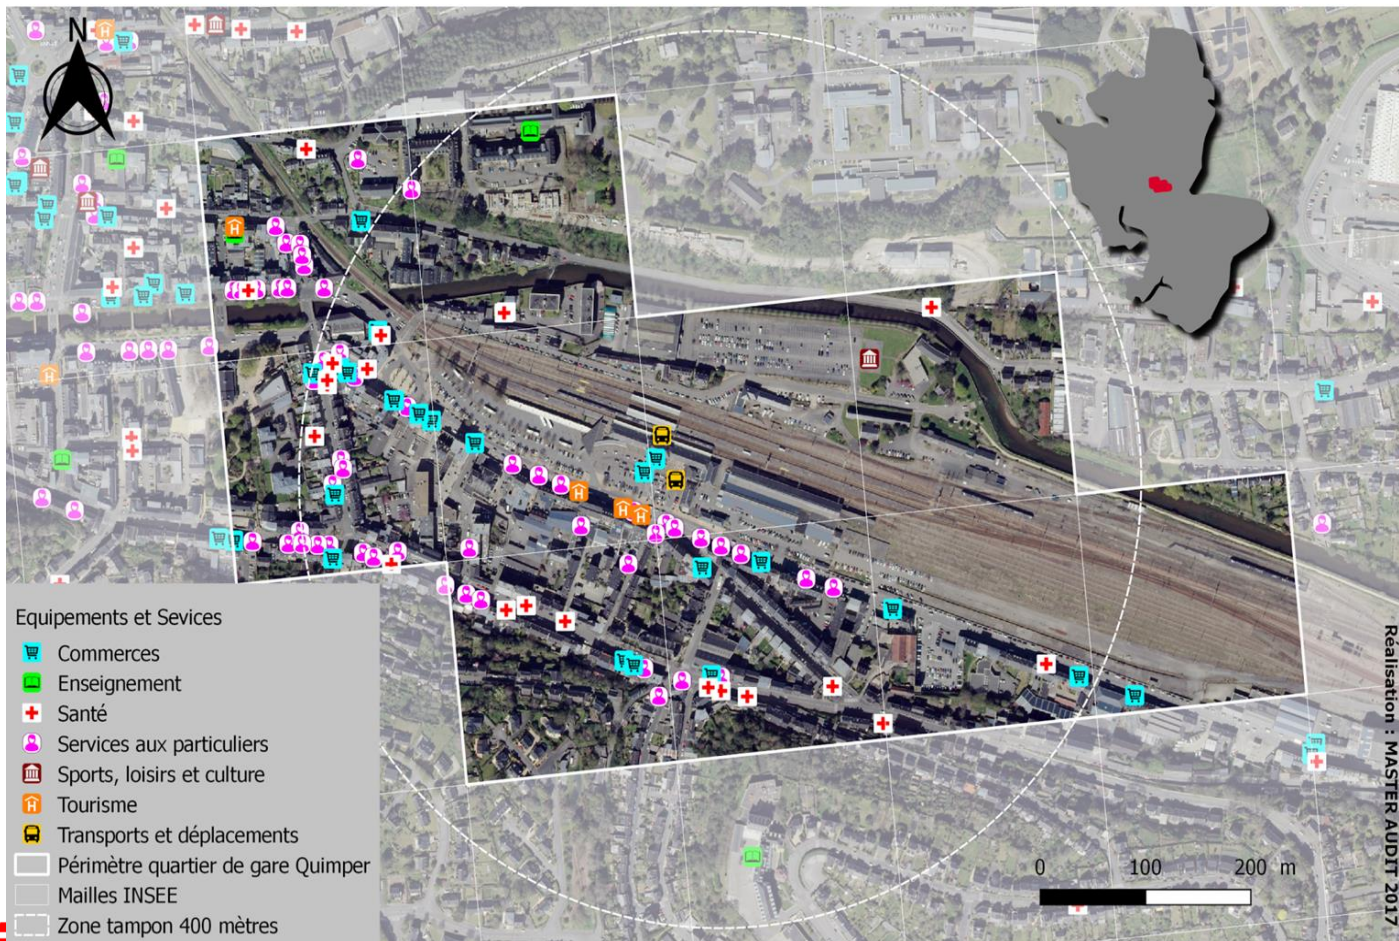 N
Equipements et Sevices
Commerces
Enseignement
Santé
Services aux particuliers
Sports, loisirs et culture
Tourisme
Transports et déplacements
Périmètre quartier de gare Quimper
Mailles INSEE
Zone tampon 400 mètres
0 100 200 m
Réalisation : MASTER AUDIT 2017